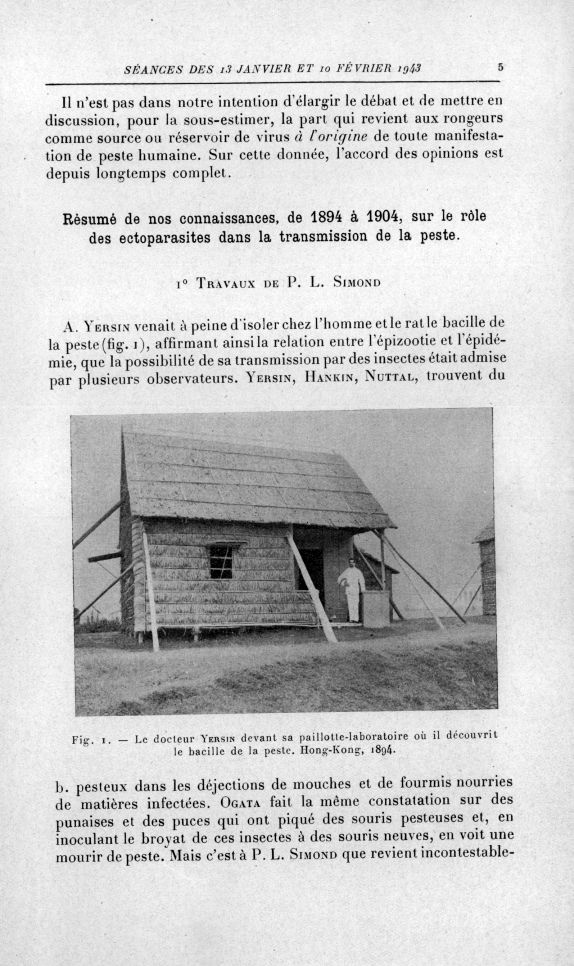 SÉANCES DES 13 JANVIER ET 10 FÉVRIER 1943 5
Il n'est pas dans notre intention d'élargir le débat et de mettre en
discussion, pour la sous-estimer, la part qui revient aux rongeurs
comme source ou réservoir de virus à l'origine de toute manifesta-
tion de peste humaine. Sur cette donnée, l'accord des opinions est
depuis longtemps complet.
Résumé de nos connaissances, de 1894 à 1904, sur le rôle
des ectoparasites dans la transmission de la peste.
1° TRAVAUX DE P. L. SIMOND
A. YERSIN venait à peine d'isoler chez l'homme et le rat le bacille de
la peste (fig. 1), affirmant ainsi la relation entre l'épizootie et l'épidé-
mie, que la possibilité de sa transmission par des insectes était admise
par plusieurs observateurs. YERSIN, HANKIN, NUTTAL, trouvent du
Fig. 1. — Le docteur YERSIN devant sa paillotte-laboratoire où il découvrit
le bacille de la peste. Hong-Kong, 1894.
b. pesteux dans les déjections de mouches et de fourmis nourries
de matières infectées. OGATA fait la même constatation sur des
punaises et des puces qui ont piqué des souris pesteuses et, en
inoculant le broyat de ces insectes à des souris neuves, en voit une
mourir de peste. Mais c'est à P. L. SIMOND que revient incontestable-